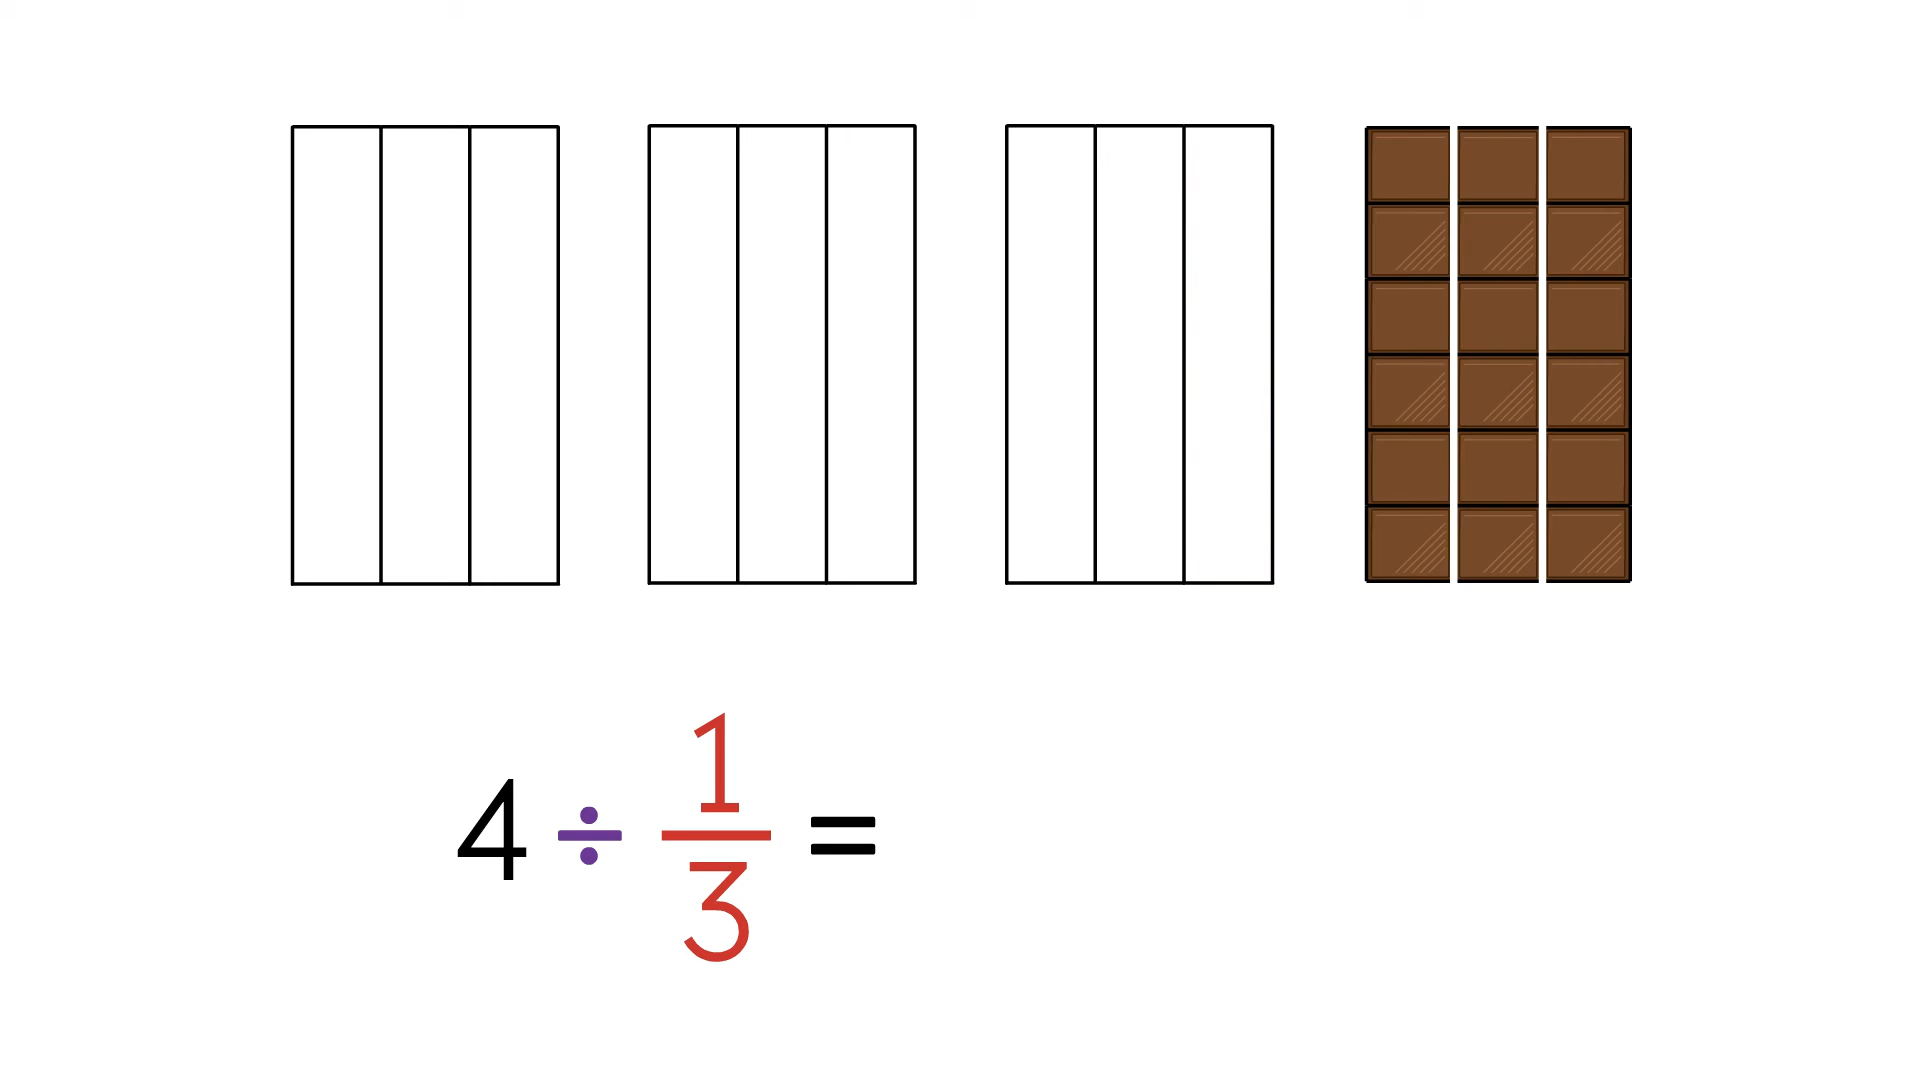 4 ÷ 1/3 =